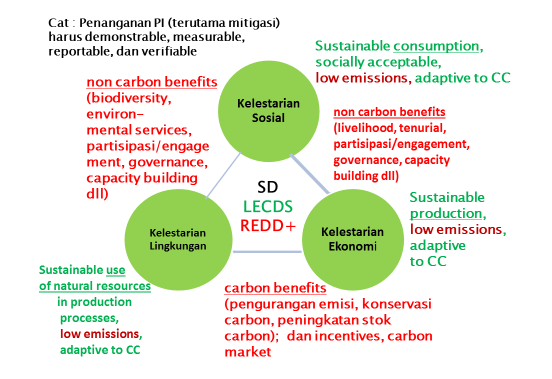 Cat : Penanganan PI (terutama mitigasi)
harus demonstrable, measurable,
reportable, dan verifiable
Sustainable consumption,
socially acceptable,
low emissions, adaptive to CC
non carbon benefits
(biodiversity,
environ-
mental services,
partisipasi/engage
ment, governance,
capacity building
dll)
Kelestarian
Sosial
non carbon benefits
(livelihood, tenurial,
partisipasi/engagement,
governance, capacity
building dll)
SD
LECDS
REDD+
Kelestarian
Lingkungan
Kelestarian
Ekonomi
Sustainable
production,
low emissions,
adaptive
to CC
Sustainable use
of natural resources
in production
processes,
low emissions,
adaptive to CC
carbon benefits
(pengurangan emisi, konservasi
carbon, peningkatan stok
carbon); dan incentives, carbon
market